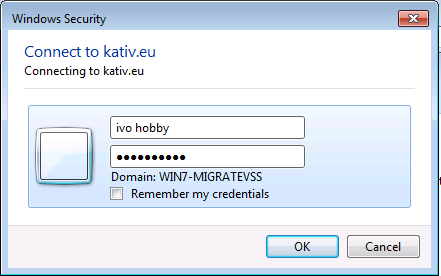 Windows Security
Connect to kativ.eu
Connecting to kativ.eu
ivo hobby
●●●●●●●●●●
Domain: WIN7-MIGRATEVSS
Remember my credentials
OK
Cancel